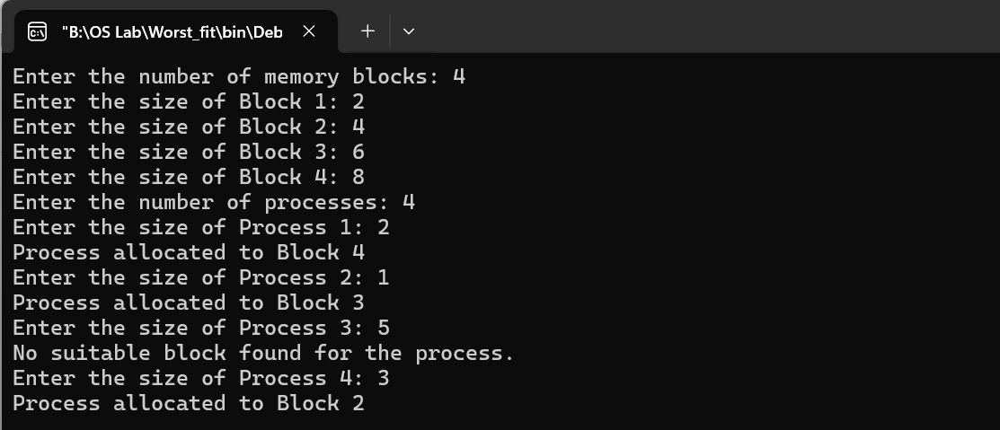 "B:\OS Lab\Worst_fit\bin\Deb
Enter the number of memory blocks: 4
Enter the size of Block 1: 2
Enter the size of Block 2: 4
Enter the size of Block 3: 6
Enter the size of Block 4: 8
Enter the number of processes: 4
Enter the size of Process 1: 2
Process allocated to Block 4
Enter the size of Process 2: 1
Process allocated to Block 3
Enter the size of Process 3: 5
No suitable block found for the process.
Enter the size of Process 4: 3
Process allocated to Block 2